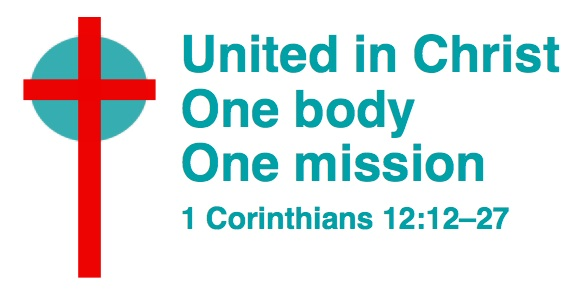 United in Christ
One body
One mission
1 Corinthians 12:12–27